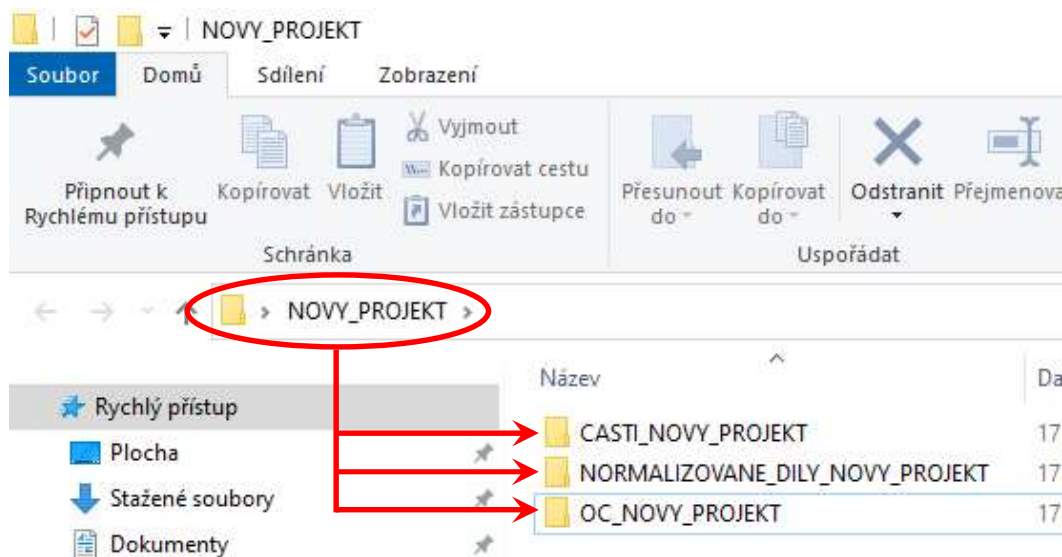 NOVY_PROJEKT
Soubor Domů Sdílení Zobrazení
Připnout k
Rychlému přístupu
Kopírovat
Vložit
Vyjmout
Kopírovat cestu
Vložit zástupce
Schránka
Přesunout
do
Kopírovat
do
Odstranit
Přejmenova
Uspořádat
NOVY_PROJEKT
Název Da
Rychlý přístup
Plocha
Stažené soubory
Dokumenty
CASTI_NOVY_PROJEKT 17
NORMALIZOVANE_DILY_NOVY_PROJEKT 17
OC_NOVY_PROJEKT 17